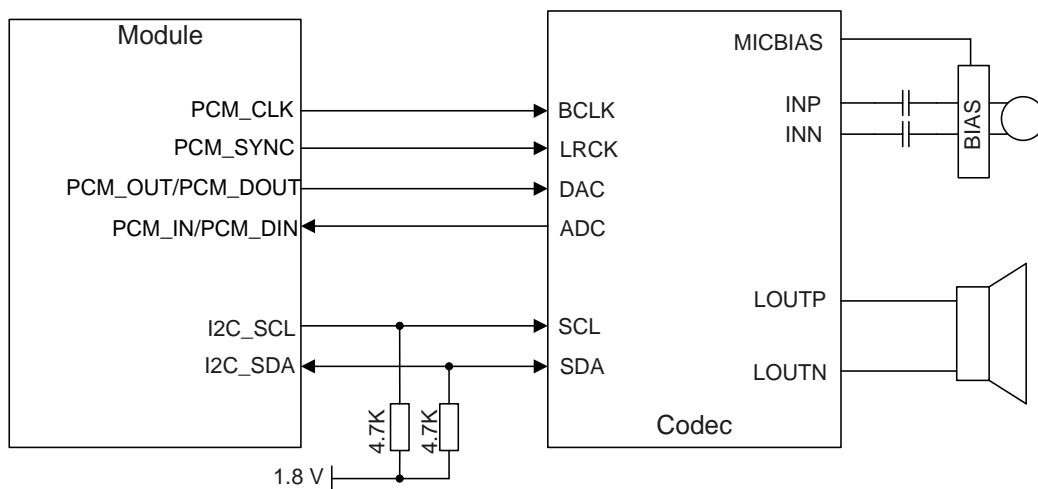 Module
PCM_CLK
PCM_SYNC
PCM_OUT/PCM_DOUT
PCM_IN/PCM_DIN
I2C_SCL
I2C_SDA
4.7K
4.7K
1.8 V
BCLK
LRCK
DAC
ADC
SCL
SDA
Codec
MICBIAS
INP
INN
LOUTP
LOUTN
BIAS